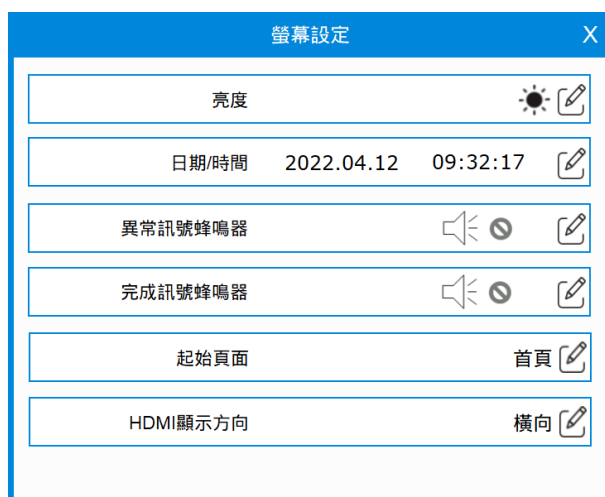 螢幕設定 X
亮度
日期/時間 2022.04.12 09:32:17
異常訊號蜂鳴器
完成訊號蜂鳴器
起始頁面 首頁
HDMI顯示方向 橫向